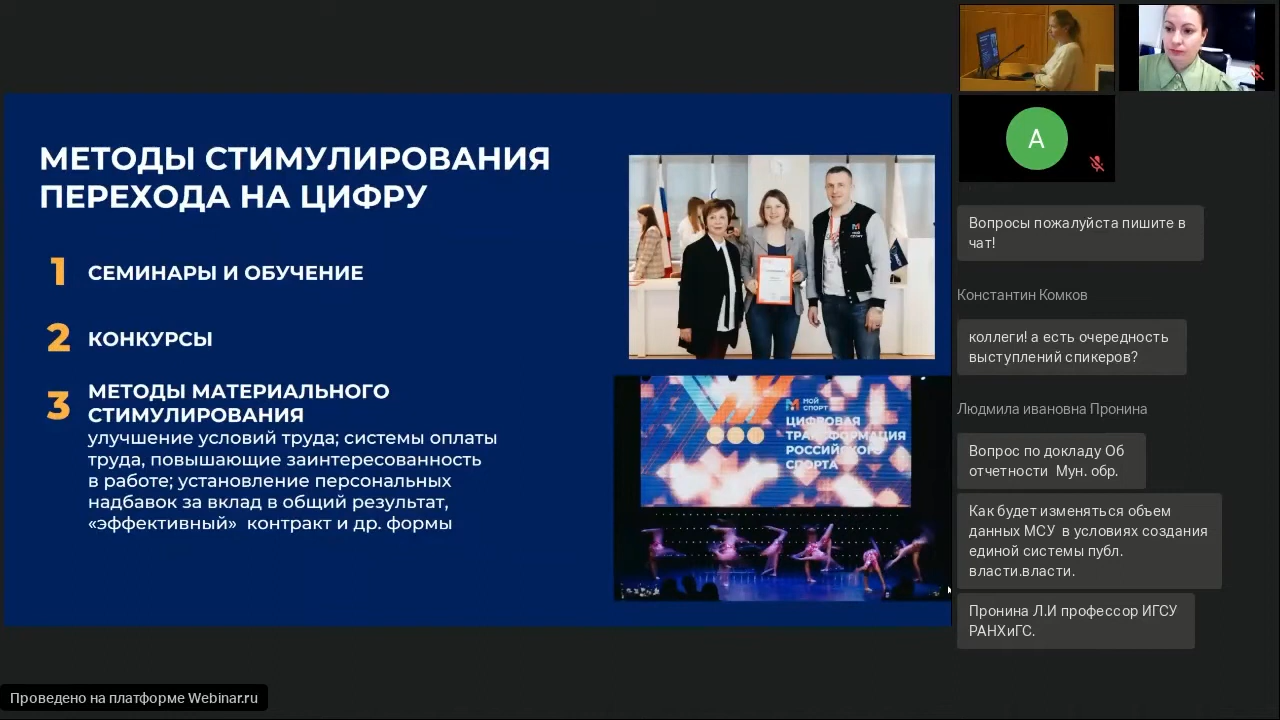 МЕТОДЫ СТИМУЛИРОВАНИЯ
ПЕРЕХОДА НА ЦИФРУ
1 СЕМИНАРЫ И ОБУЧЕНИЕ
2 КОНКУРСЫ
3 МЕТОДЫ МАТЕРИАЛЬНОГО
СТИМУЛИРОВАНИЯ
улучшение условий труда; системы оплаты
труда, повышающие заинтересованность
в работе; установление персональных
надбавок за вклад в общий результат,
«эффективный» контракт и др. формы
МОЙ
СПОРТ
МОЙ
СПОРТ
ЦИФРОВАЯ
ТРАНСФОРМАЦИЯ
РОССИЙСКОГО
СПОРТА
А
Вопросы пожалуйста пишите в
чат!
Константин Комков
коллеги! а есть очередность
выступлений спикеров?
Людмила ивановна Пронина
Вопрос по докладу Об
отчетности Мун. обр.
Как будет изменяться объем
данных МСУ в условиях создания
единой системы публ.
власти.власти.
Пронина Л.И профессор ИГСУ
РАНХиГС.
Проведено на платформе Webinar.ru